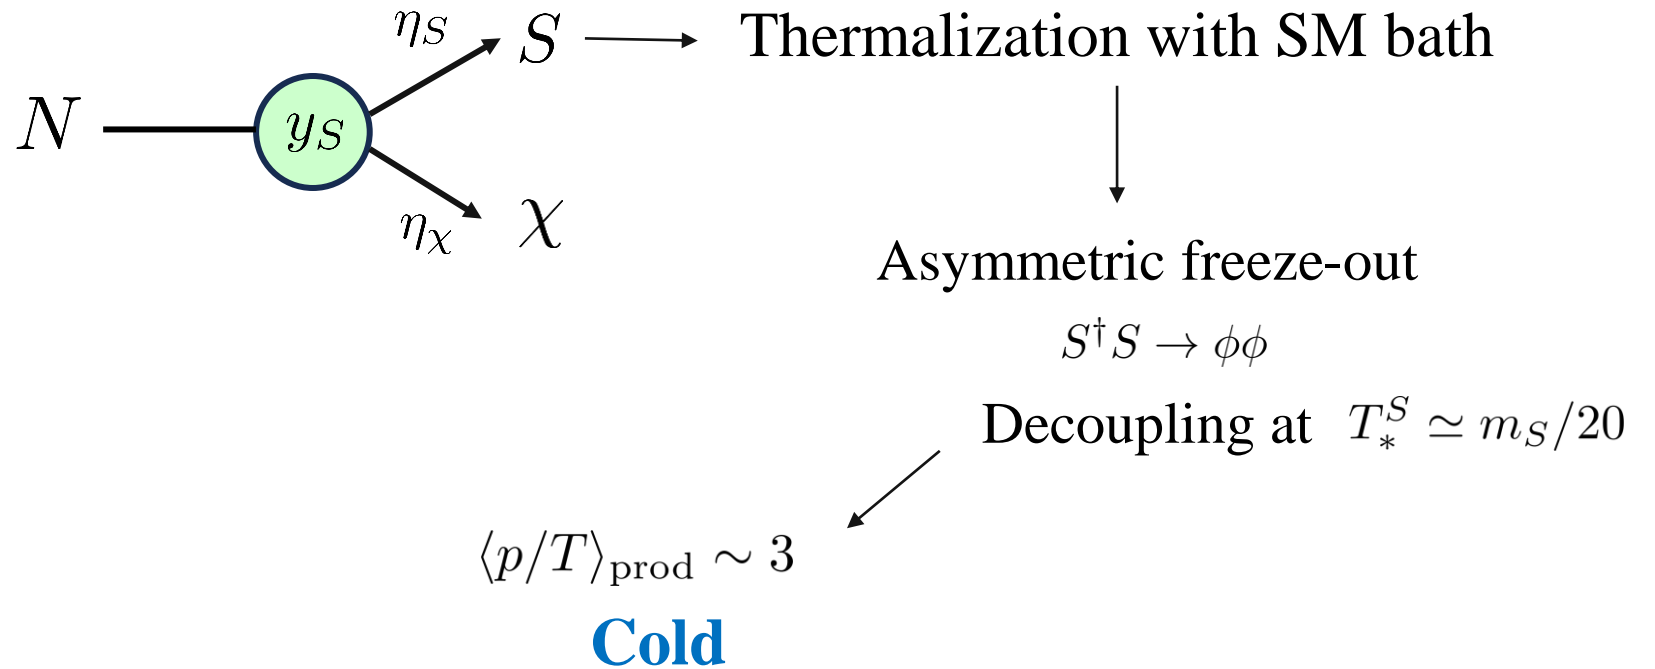 η_S
S
Thermalization with SM bath
N
y_S
η_χ
χ
Asymmetric freeze-out
S†S → φφ
Decoupling at T_*^S ≃ m_S/20
⟨p/T⟩_prod ∼ 3
Cold